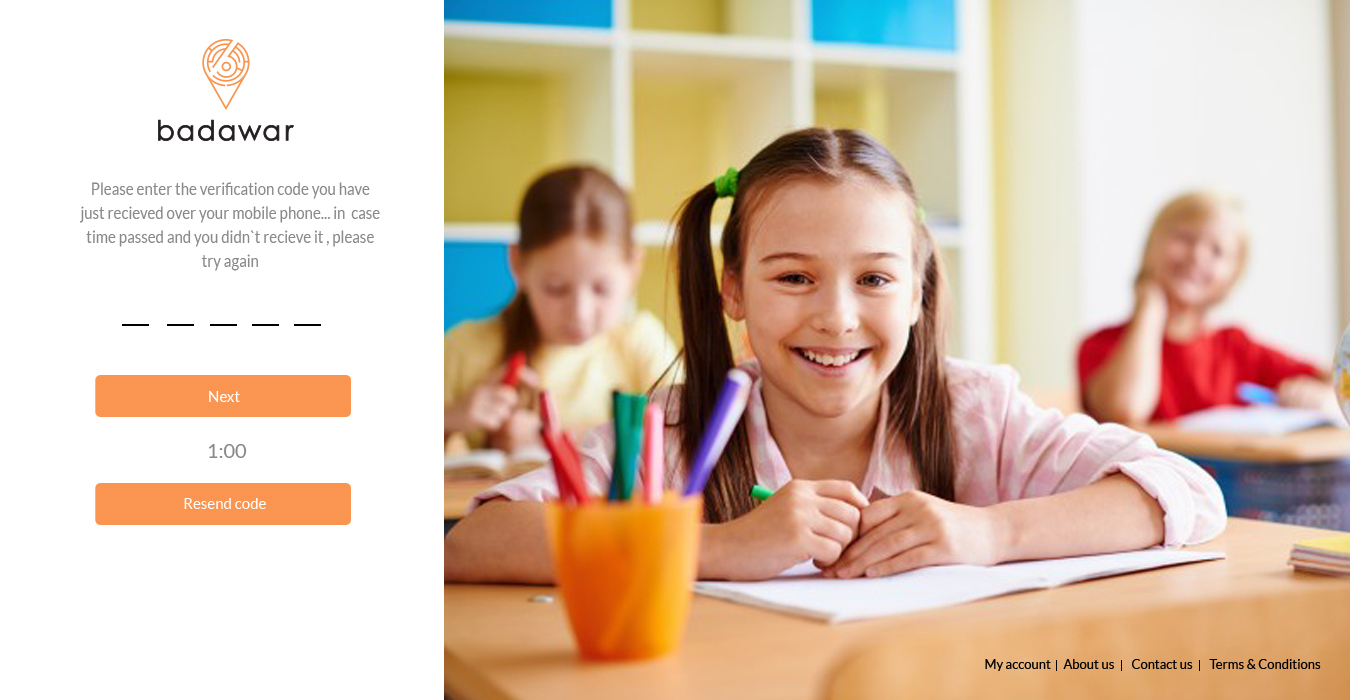 badawar
Please enter the verification code you have
just recieved over your mobile phone... in  case
time passed and you didn`t recieve it , please
try again
Next
1:00
Resend code
My account | About us | Contact us | Terms & Conditions